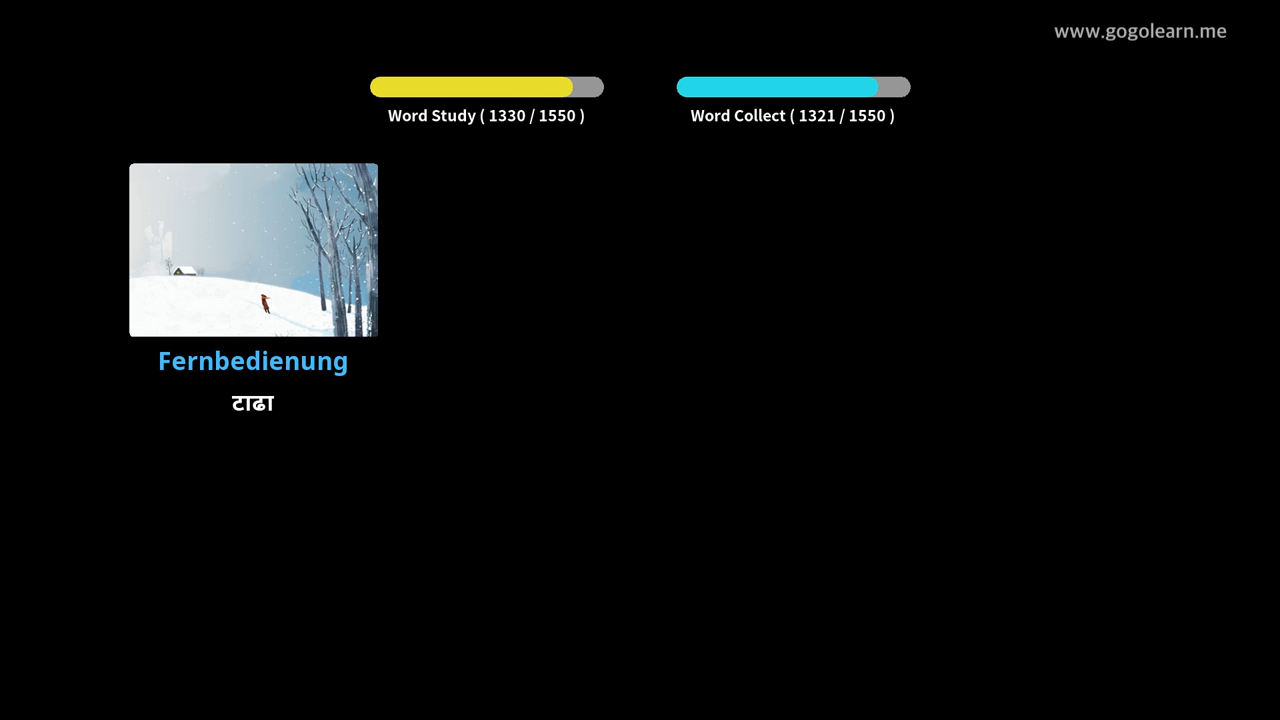 www.gogolearn.me
Word Study ( 1330 / 1550 )
Word Collect ( 1321 / 1550 )
Fernbedienung
टाढा